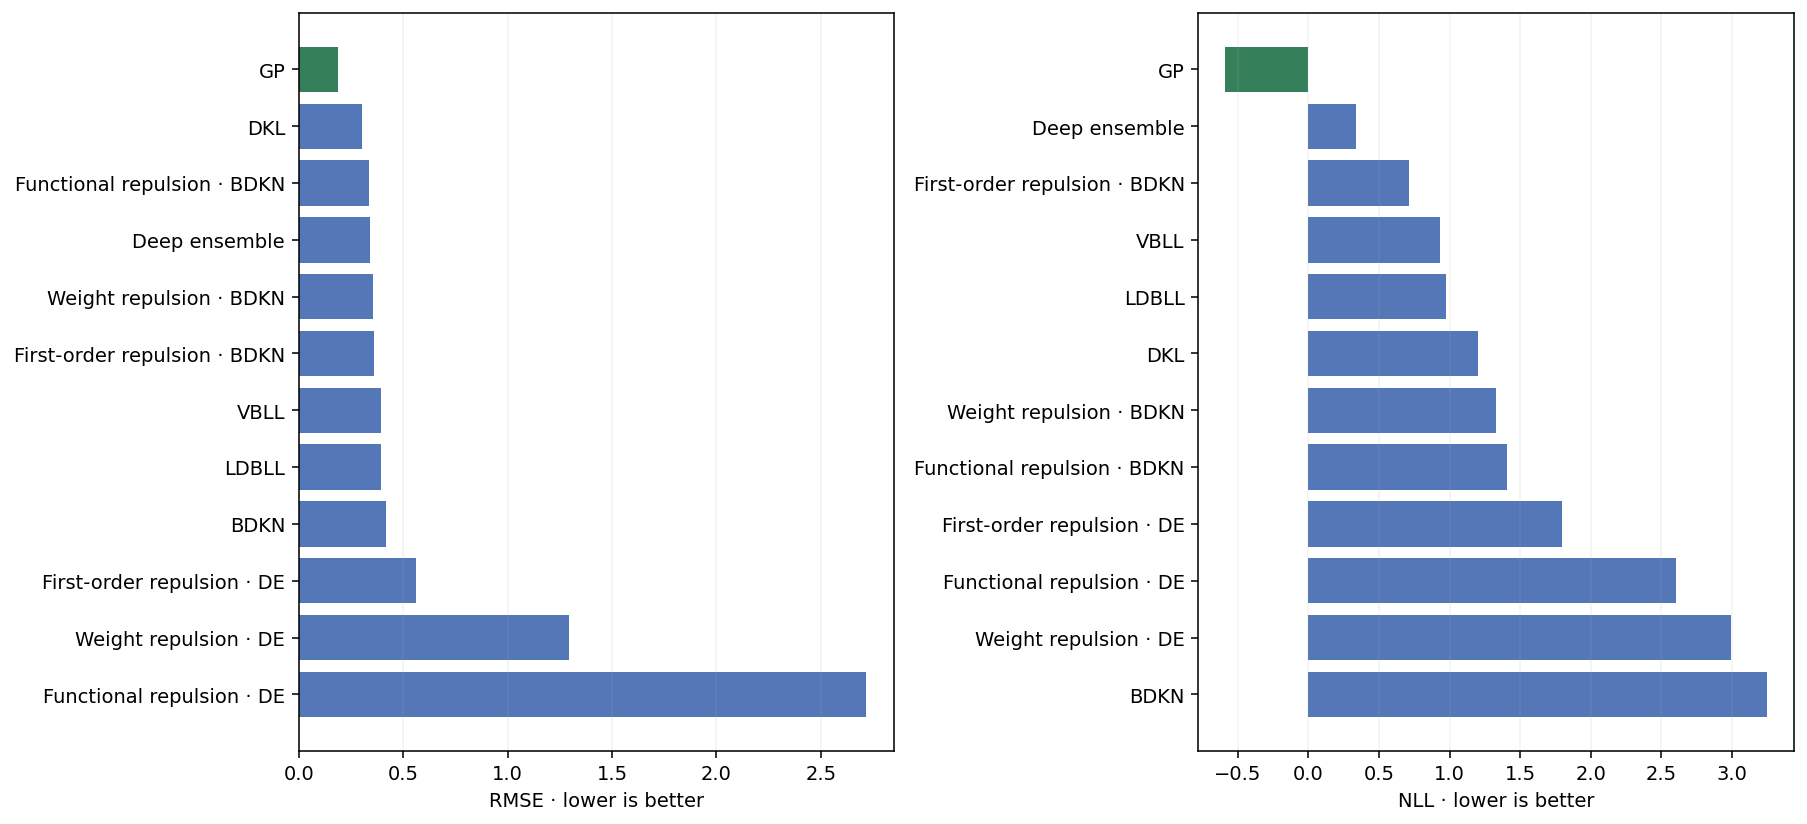 GP
DKL
Functional repulsion · BDKN
Deep ensemble
Weight repulsion · BDKN
First-order repulsion · BDKN
VBLL
LDBLL
BDKN
First-order repulsion · DE
Weight repulsion · DE
Functional repulsion · DE
0.0 0.5 1.0 1.5 2.0 2.5
RMSE · lower is better
GP
Deep ensemble
First-order repulsion · BDKN
VBLL
LDBLL
DKL
Weight repulsion · BDKN
Functional repulsion · BDKN
First-order repulsion · DE
Functional repulsion · DE
Weight repulsion · DE
BDKN
−0.5 0.0 0.5 1.0 1.5 2.0 2.5 3.0
NLL · lower is better